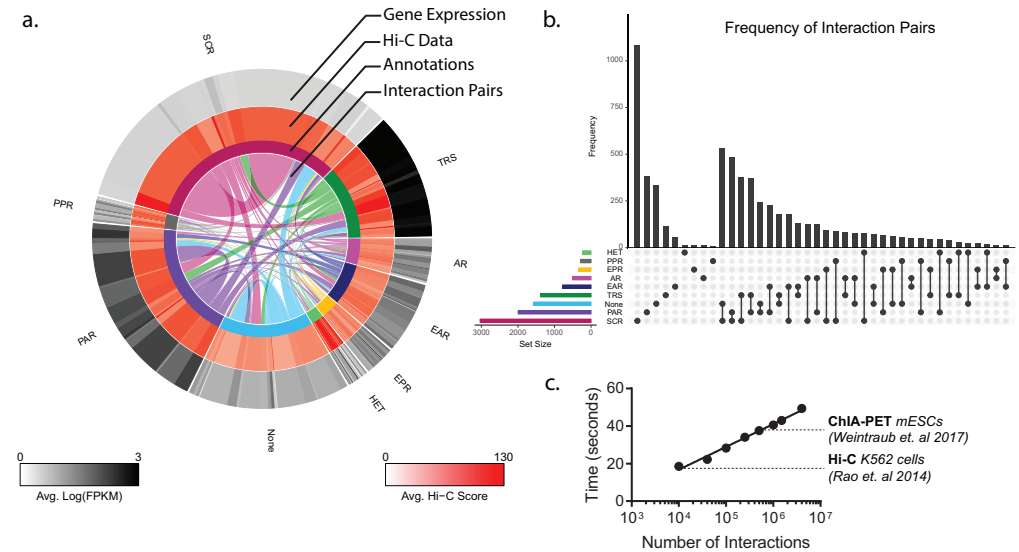 a.
Gene Expression
Hi-C Data
Annotations
Interaction Pairs
SCR
TRS
AR
EAR
EPR
HET
None
PAR
PPR
0
3
Avg. Log(FPKM)
0
130
Avg. Hi−C Score
b.
Frequency of Interaction Pairs
Frequency
1000
750
500
250
0
HET
PPR
EPR
AR
EAR
TRS
None
PAR
SCR
3000
2000
1000
0
Set Size
c.
Time (seconds)
60
40
20
0
10³
10⁴
10⁵
10⁶
10⁷
Number of Interactions
ChIA-PET mESCs
(Weintraub et. al 2017)
Hi-C K562 cells
(Rao et. al 2014)